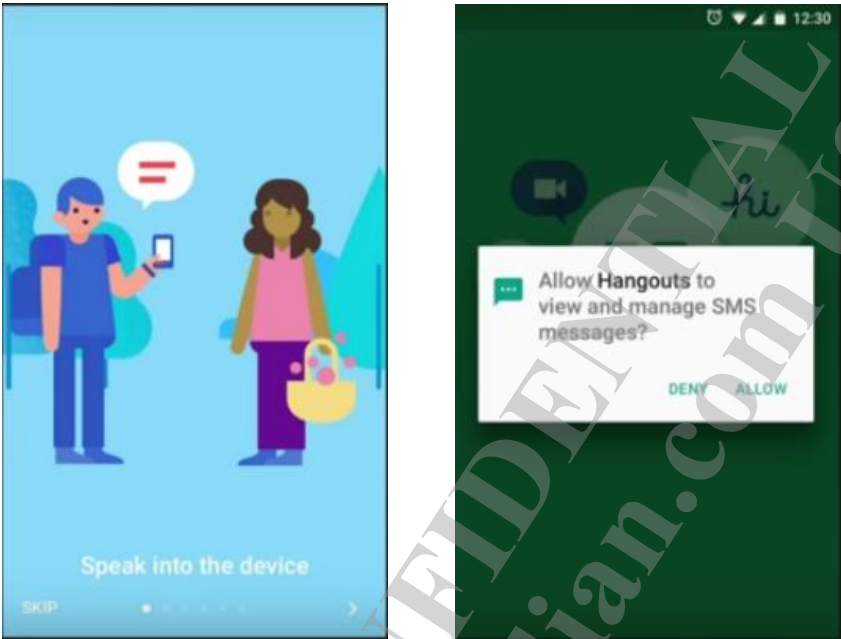 Speak into the device
SKIP
12:30
hi
Allow Hangouts to
view and manage SMS
messages?
DENY ALLOW